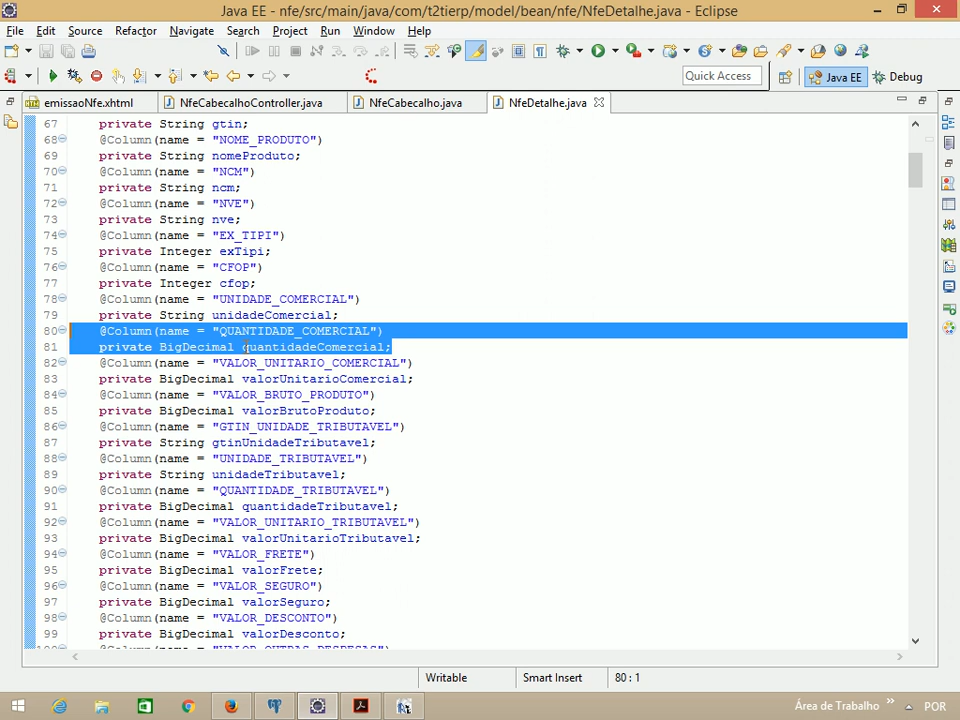 Java EE - nfe/src/main/java/com/t2tierp/model/bean/nfe/NfeDetalhe.java - Eclipse
File Edit Source Refactor Navigate Search Project Run Window Help
Quick Access Java EE Debug
emissaoNfe.xhtml NfeCabecalhoController.java NfeCabecalho.java NfeDetalhe.java
67 private String gtin;
68 @Column(name = "NOME_PRODUTO")
69 private String nomeProduto;
70 @Column(name = "NCM")
71 private String ncm;
72 @Column(name = "NVE")
73 private String nve;
74 @Column(name = "EX_TIPI")
75 private Integer exTipi;
76 @Column(name = "CFOP")
77 private Integer cfop;
78 @Column(name = "UNIDADE_COMERCIAL")
79 private String unidadeComercial;
80 @Column(name = "QUANTIDADE_COMERCIAL")
81 private BigDecimal quantidadeComercial;
82 @Column(name = "VALOR_UNITARIO_COMERCIAL")
83 private BigDecimal valorUnitarioComercial;
84 @Column(name = "VALOR_BRUTO_PRODUTO")
85 private BigDecimal valorBrutoProduto;
86 @Column(name = "GTIN_UNIDADE_TRIBUTAVEL")
87 private String gtinUnidadeTributavel;
88 @Column(name = "UNIDADE_TRIBUTAVEL")
89 private String unidadeTributavel;
90 @Column(name = "QUANTIDADE_TRIBUTAVEL")
91 private BigDecimal quantidadeTributavel;
92 @Column(name = "VALOR_UNITARIO_TRIBUTAVEL")
93 private BigDecimal valorUnitarioTributavel;
94 @Column(name = "VALOR_FRETE")
95 private BigDecimal valorFrete;
96 @Column(name = "VALOR_SEGURO")
97 private BigDecimal valorSeguro;
98 @Column(name = "VALOR_DESCONTO")
99 private BigDecimal valorDesconto;
100 @Column(name = "VALOR_OUTRAS_DESPESAS")
Writable Smart Insert 80 : 1
Área de Trabalho POR